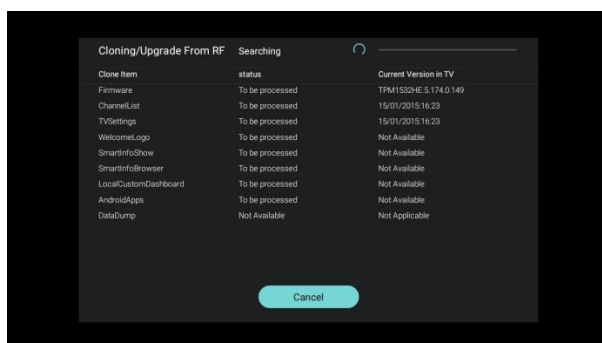 Cloning/Upgrade From RF Searching
Clone Item status Current Version in TV
Firmware To be processed TPM1532HE.5.174.0.149
ChannelList To be processed 15/01/2015:16:23
TVSettings To be processed 15/01/2015:16:23
WelcomeLogo To be processed Not Available
SmartInfoShow To be processed Not Available
SmartInfoBrowser To be processed Not Available
LocalCustomDashboard To be processed Not Available
AndroidApps To be processed Not Available
DataDump Not Available Not Applicable
Cancel